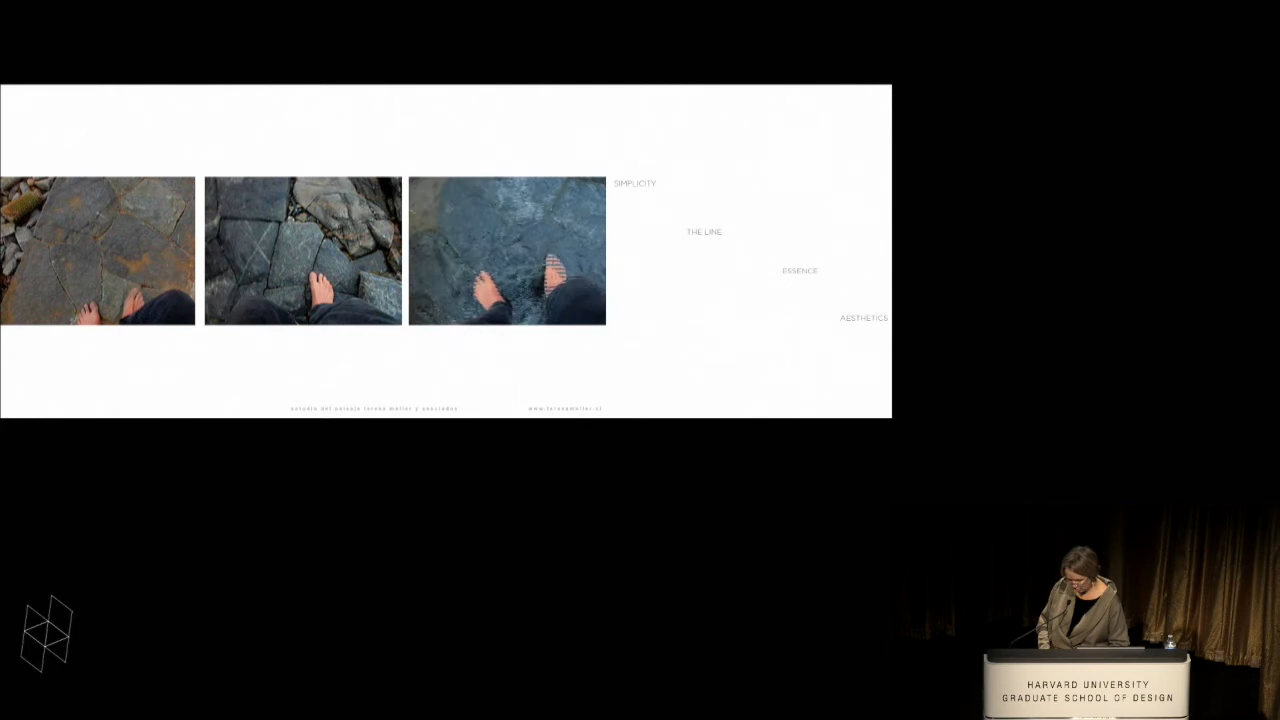 SIMPLICITY
THE LINE
ESSENCE
AESTHETICS
estudio del paisaje teresa moller y asociados
www.teresamoller.cl
HARVARD UNIVERSITY
GRADUATE SCHOOL OF DESIGN